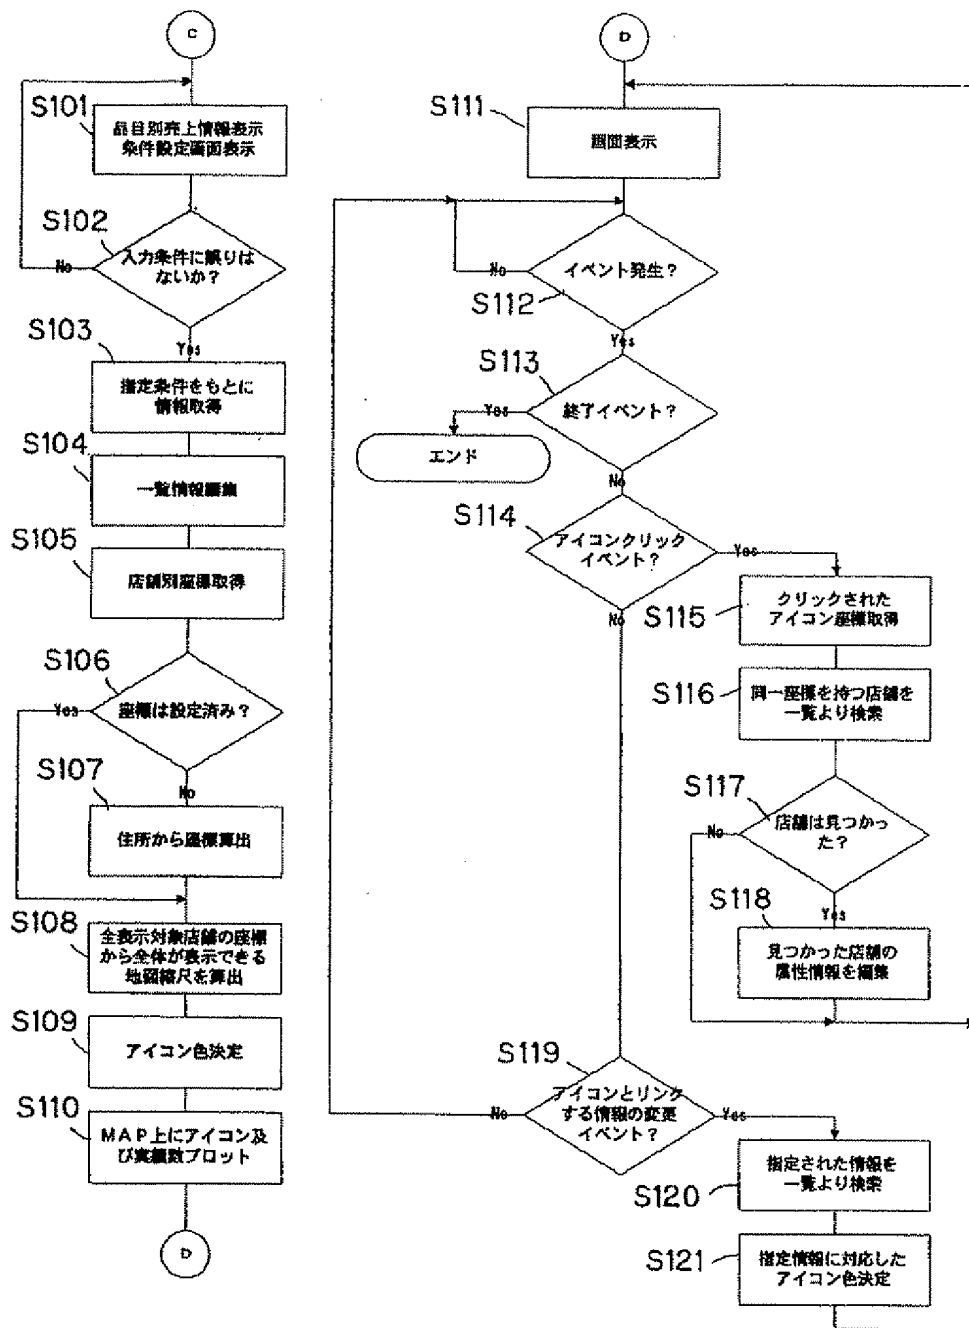 C
S101
品目別売上情報表示
条件設定画面表示
S102
入力条件に誤りは
ないか？
No
Yes
S103
指定条件をもとに
情報取得
S104
一覧情報編集
S105
店舗別座標取得
S106
座標は設定済み？
Yes
No
S107
住所から座標算出
S108
全表示対象店舗の座標
から全体が表示できる
地図縮尺を算出
S109
アイコン色決定
S110
ＭＡＰ上にアイコン及
び実績数プロット
D
D
S111
画面表示
イベント発生？
No
S112
Yes
S113
終了イベント？
Yes
エンド
No
S114
アイコンクリック
イベント？
Yes
No
S115
クリックされた
アイコン座標取得
S116
同一座標を持つ店舗を
一覧より検索
S117
店舗は見つかっ
た？
No
Yes
S118
見つかった店舗の
属性情報を編集
S119
アイコンとリンク
する情報の変更
イベント？
No
Yes
S120
指定された情報を
一覧より検索
S121
指定情報に対応した
アイコン色決定